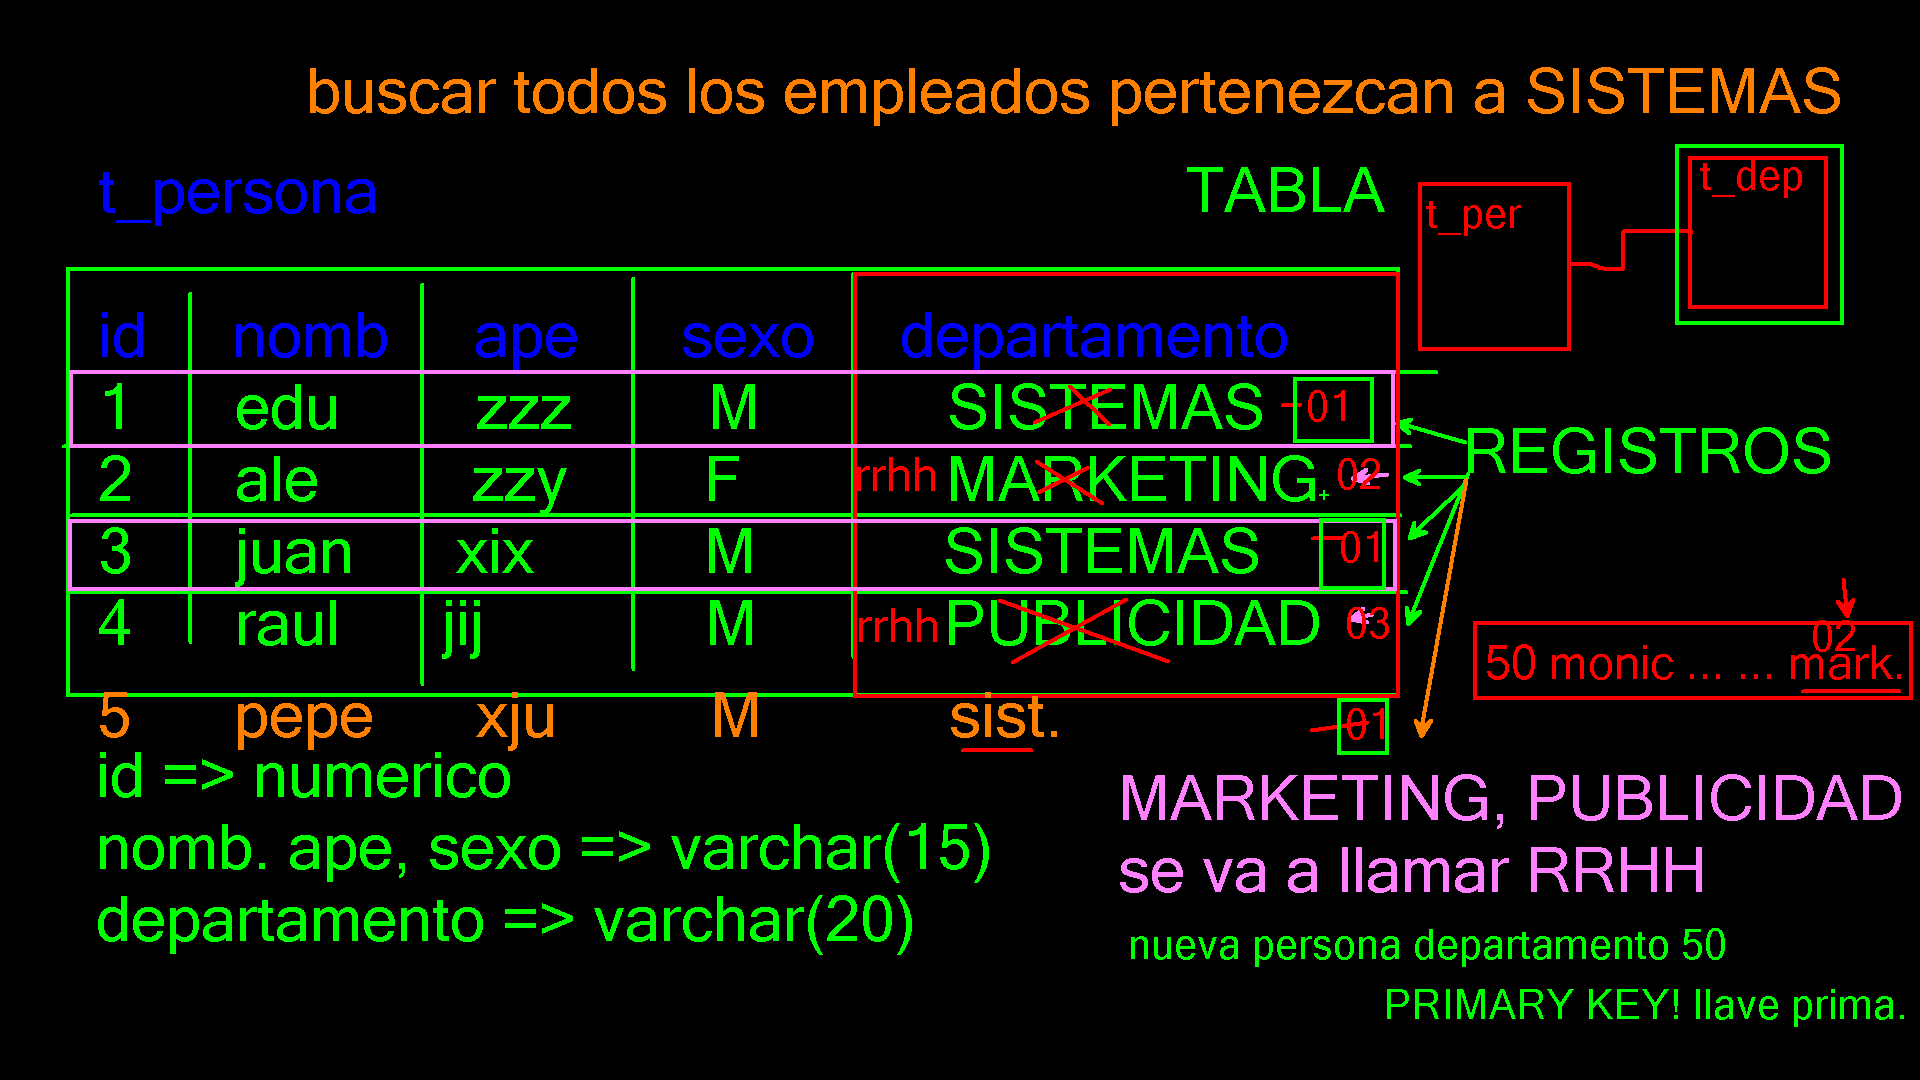 buscar todos los empleados pertenezcan a SISTEMAS
t_persona TABLA t_per t_dep
id nomb ape sexo departamento
1 edu zzz M SISTEMAS 01
REGISTROS
2 ale zzy F rrhh MARKETING 02
3 juan xix M SISTEMAS 01
4 raul jij M rrhh PUBLICIDAD 03
02
50 monic ... ... mark.
5 pepe xju M sist. 01
id => numerico
nomb. ape, sexo => varchar(15)
departamento => varchar(20)
MARKETING, PUBLICIDAD
se va a llamar RRHH
nueva persona departamento 50
PRIMARY KEY! llave prima.